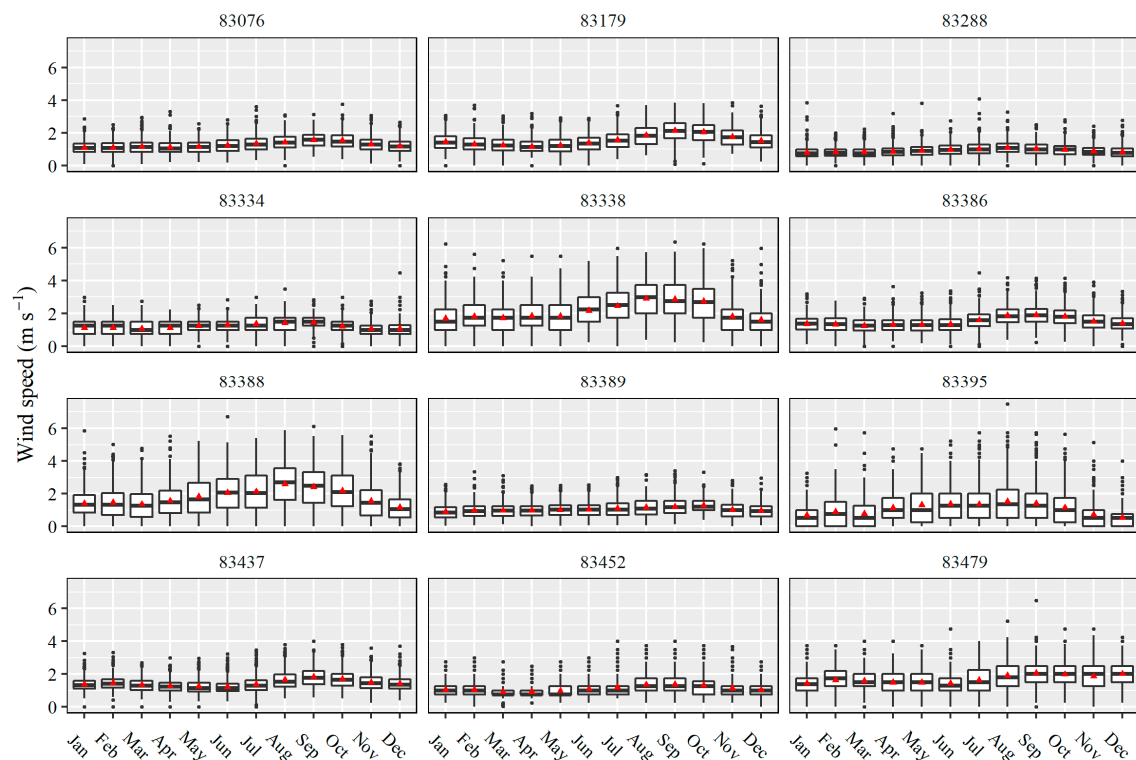 83076 83179 83288
6
4
2
0
83334 83338 83386
6
4
2
0
Wind speed (m s⁻¹)
83388 83389 83395
6
4
2
0
83437 83452 83479
6
4
2
0
Jan Feb Mar Apr May Jun Jul Aug Sep Oct Nov Dec Jan Feb Mar Apr May Jun Jul Aug Sep Oct Nov Dec Jan Feb Mar Apr May Jun Jul Aug Sep Oct Nov Dec